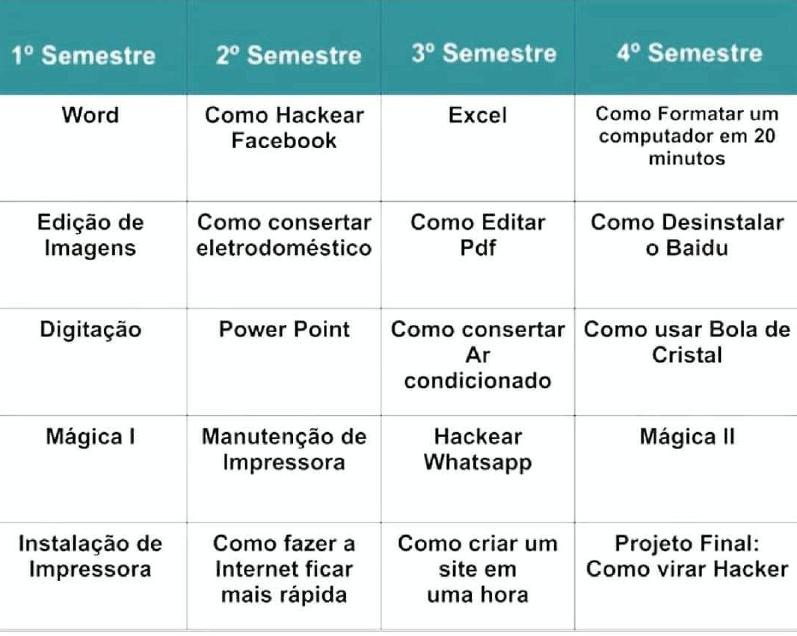 1º Semestre
2º Semestre
3º Semestre
4º Semestre
Word
Como Hackear
Facebook
Excel
Como Formatar um
computador em 20
minutos
Edição de
Imagens
Como consertar
eletrodoméstico
Como Editar
Pdf
Como Desinstalar
o Baidu
Digitação
Power Point
Como consertar
Ar
condicionado
Como usar Bola de
Cristal
Mágica I
Manutenção de
Impressora
Hackear
Whatsapp
Mágica II
Instalação de
Impressora
Como fazer a
Internet ficar
mais rápida
Como criar um
site em
uma hora
Projeto Final:
Como virar Hacker